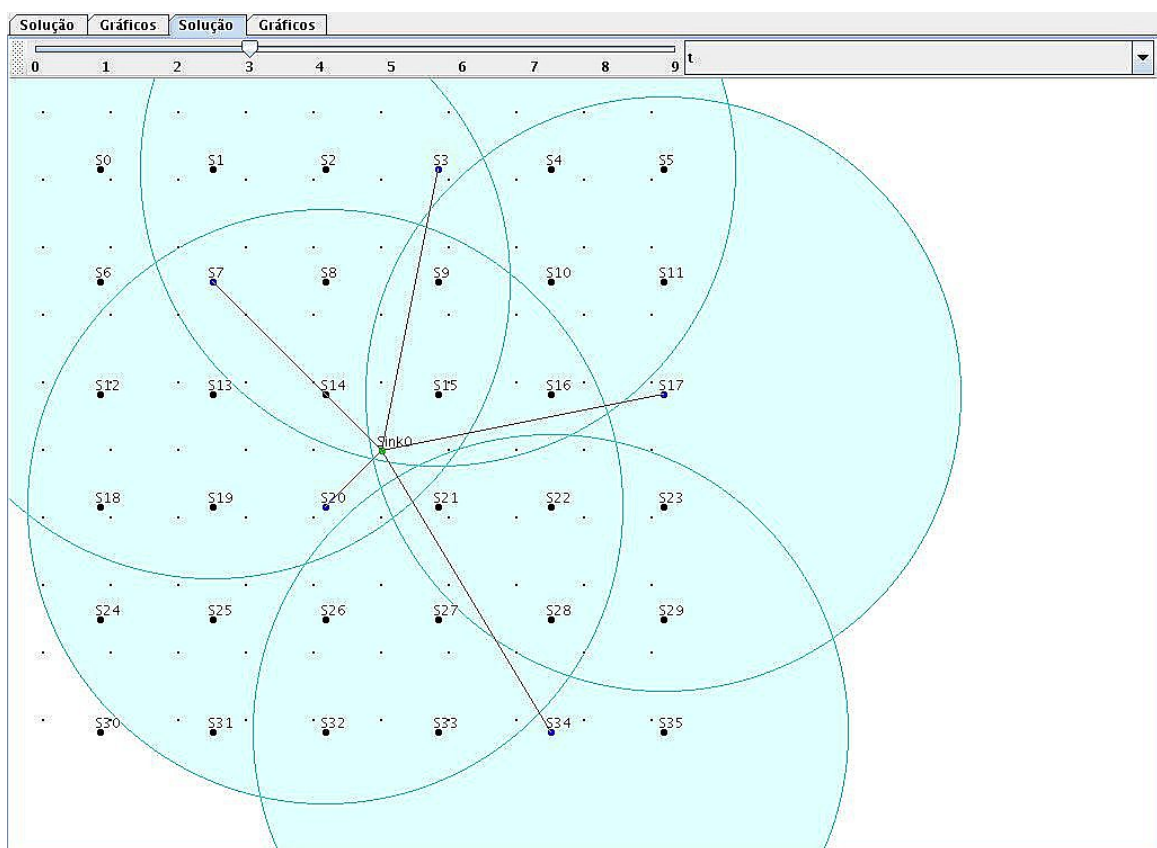 Solução Gráficos Solução Gráficos
0 1 2 3 4 5 6 7 8 9 t
S0 S1 S2 S3 S4 S5
S6 S7 S8 S9 S10 S11
S12 S13 S14 S15 S16 S17
Sink0
S18 S19 S20 S21 S22 S23
S24 S25 S26 S27 S28 S29
S30 S31 S32 S33 S34 S35